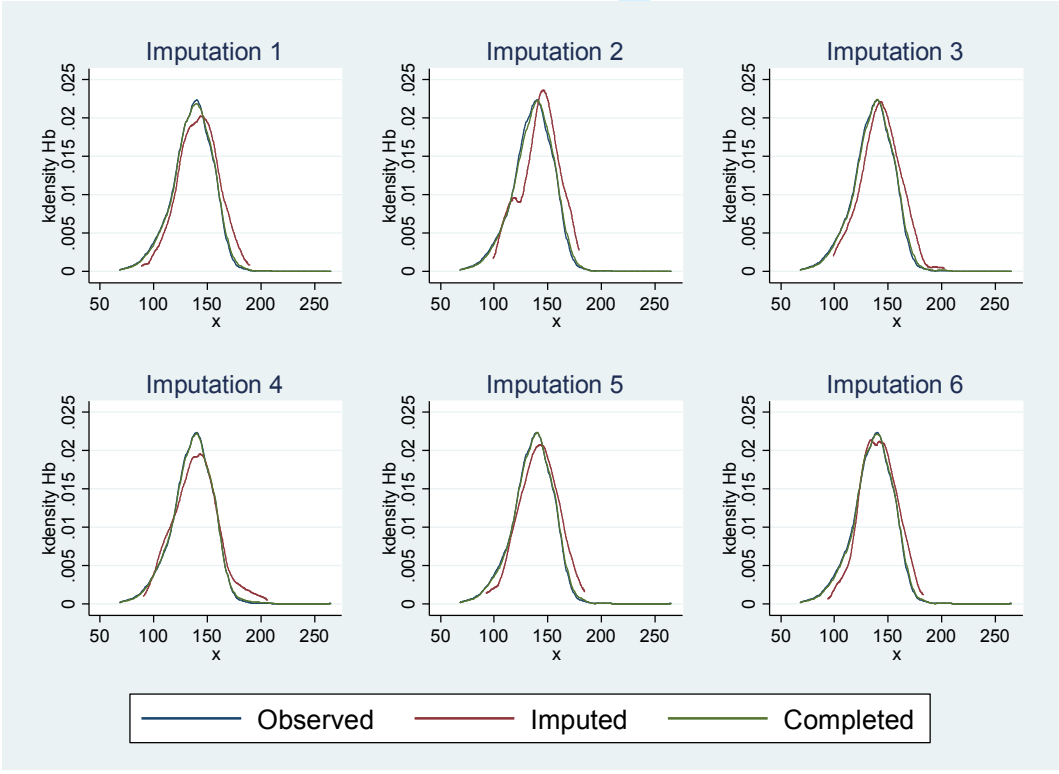 Imputation 1
kdensity Hb
0 .005 .01 .015 .02 .025
50 100 150 200 250
x
Imputation 2
kdensity Hb
0 .005 .01 .015 .02 .025
50 100 150 200 250
x
Imputation 3
kdensity Hb
0 .005 .01 .015 .02 .025
50 100 150 200 250
x
Imputation 4
kdensity Hb
0 .005 .01 .015 .02 .025
50 100 150 200 250
x
Imputation 5
kdensity Hb
0 .005 .01 .015 .02 .025
50 100 150 200 250
x
Imputation 6
kdensity Hb
0 .005 .01 .015 .02 .025
50 100 150 200 250
x
Observed Imputed Completed